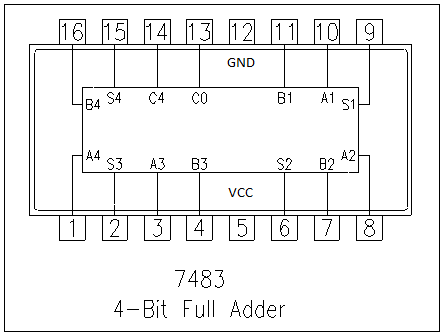 16 15 14 13 12 11 10 9
GND
B4 S4 C4 C0 B1 A1 S1
A4 S3 A3 B3 S2 B2 A2
VCC
1 2 3 4 5 6 7 8
7483
4-Bit Full Adder